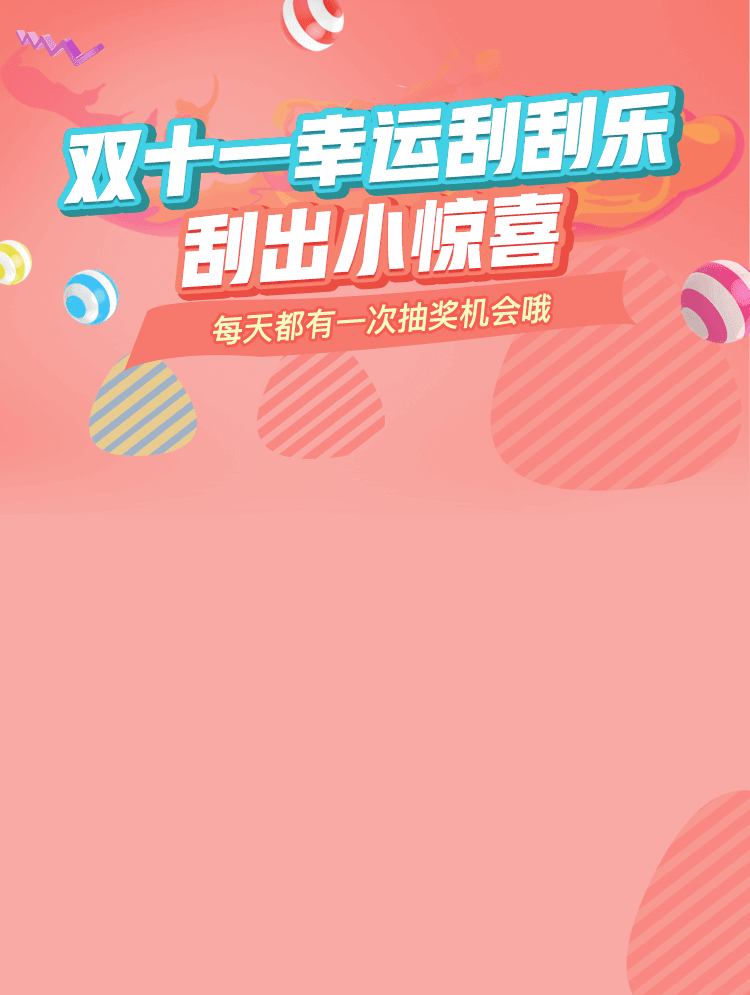 双十一幸运刮刮乐
刮出小惊喜
每天都有一次抽奖机会哦